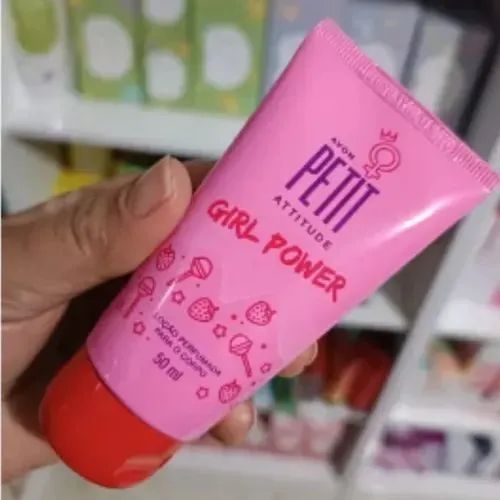 AVON
PETIT
ATTITUDE
GIRL POWER
LOÇÃO PERFUMADA
PARA O CORPO
50 ml